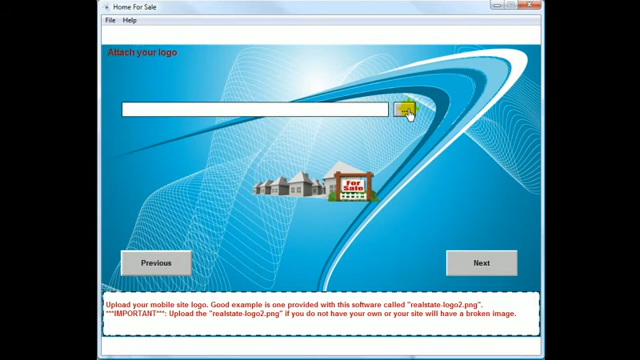 Home For Sale
File Help
Attach your logo
For
Sale
Previous
Next
Upload your mobile site logo. Good example is one provided with this software called "realstate-logo2.png".
***IMPORTANT***: Upload the "realstate-logo2.png" if you do not have your own or your site will have a broken image.